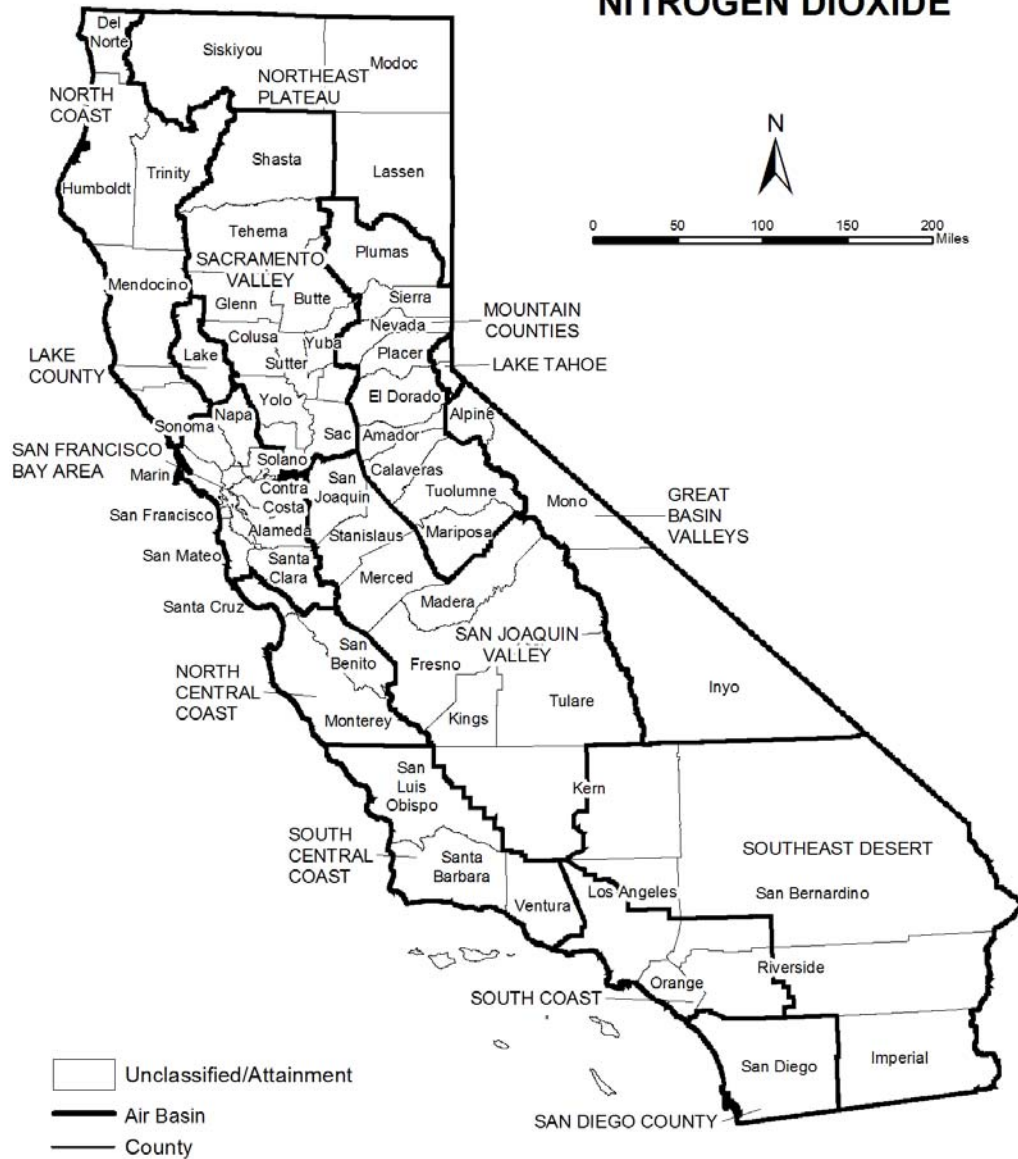 NITROGEN DIOXIDE
Del
Norte
Siskiyou
Modoc
NORTHEAST
PLATEAU
NORTH
COAST
N
Shasta
Trinity
Lassen
Humboldt
0 50 100 150 200
Miles
Tehema
Plumas
SACRAMENTO
VALLEY
Mendocino
Glenn
Butte
Sierra
MOUNTAIN
COUNTIES
Nevada
Colusa
Yuba
Placer
Lake
Sutter
LAKE
COUNTY
LAKE TAHOE
Yolo
El Dorado
Napa
Alpine
Sonoma
Sac
Amador
SAN FRANCISCO
BAY AREA
Solano
Marin
Calaveras
San
Joaquin
Contra
Costa
Tuolumne
Mono
GREAT
BASIN
VALLEYS
San Francisco
Alameda
Stanislaus
Mariposa
San Mateo
Santa
Clara
Merced
Santa Cruz
Madera
SAN JOAQUIN
VALLEY
San
Benito
Fresno
NORTH
CENTRAL
COAST
Inyo
Tulare
Kings
Monterey
San
Luis
Obispo
Kern
SOUTH
CENTRAL
COAST
SOUTHEAST DESERT
Santa
Barbara
Los Angeles
San Bernardino
Ventura
Riverside
Orange
SOUTH COAST
San Diego
Imperial
Unclassified/Attainment
Air Basin
County
SAN DIEGO COUNTY